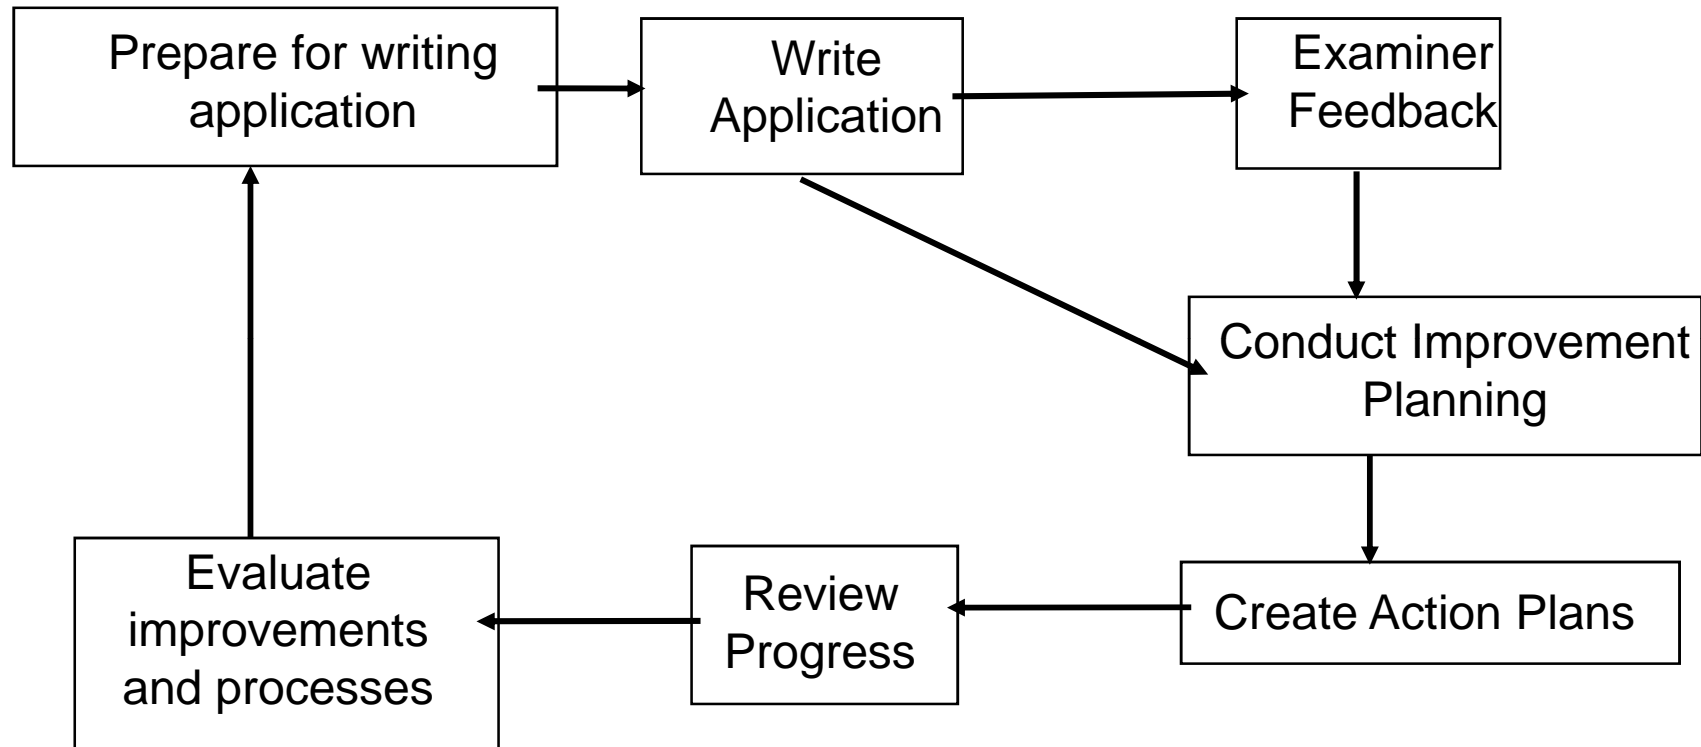 Prepare for writing
application
Write
Application
Examiner
Feedback
Conduct Improvement
Planning
Create Action Plans
Review
Progress
Evaluate
improvements
and processes